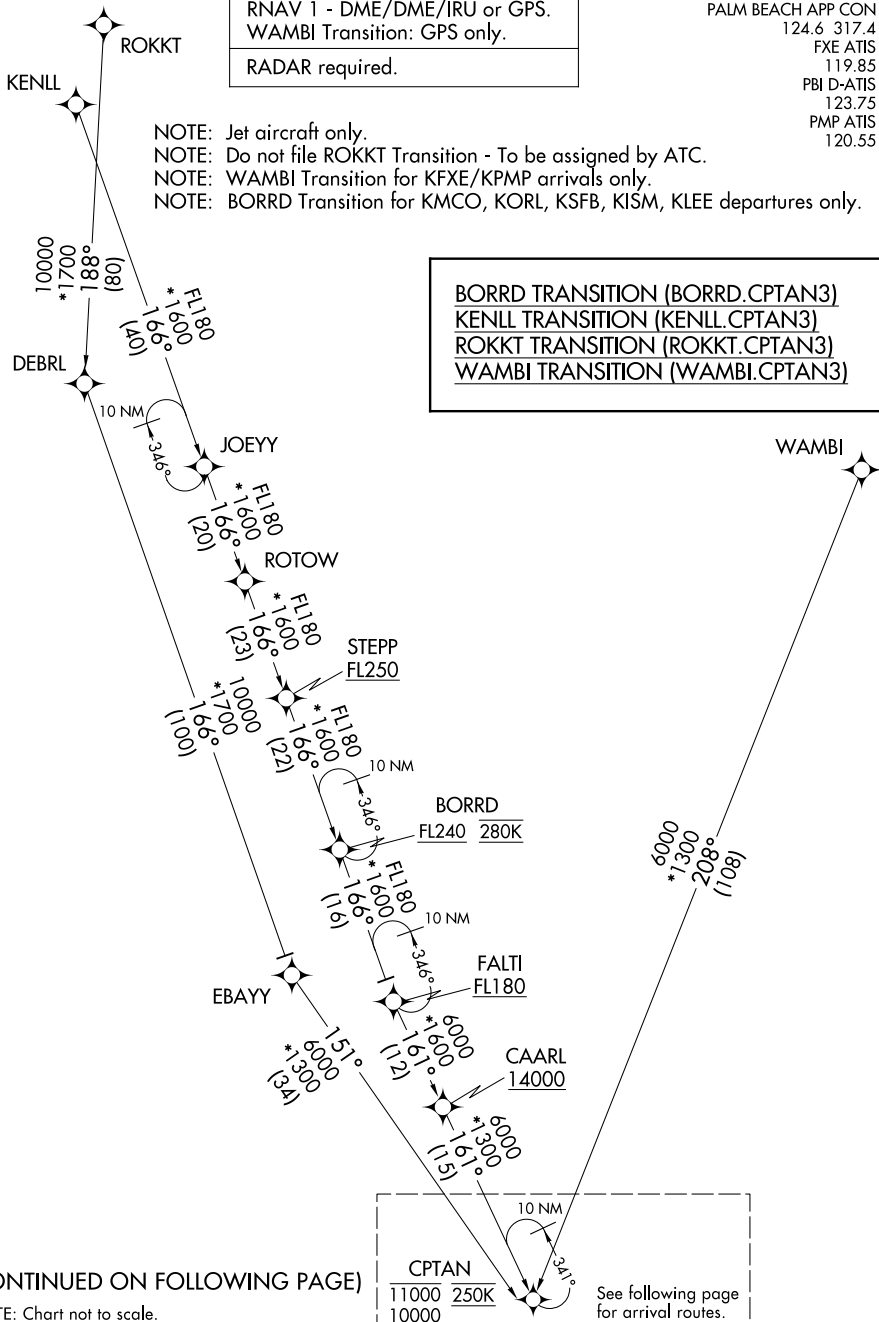 RNAV 1 - DME/DME/IRU or GPS.
WAMBI Transition: GPS only.
RADAR required.
PALM BEACH APP CON
124.6 317.4
FXE ATIS
119.85
PBI D-ATIS
123.75
PMP ATIS
120.55
ROKKT
KENLL
NOTE: Jet aircraft only.
NOTE: Do not file ROKKT Transition - To be assigned by ATC.
NOTE: WAMBI Transition for KFXE/KPMP arrivals only.
NOTE: BORRD Transition for KMCO, KORL, KSFB, KISM, KLEE departures only.
10000
*1700
188°
(80)
FL180
*1600
166°
(40)
BORRD TRANSITION (BORRD.CPTAN3)
KENLL TRANSITION (KENLL.CPTAN3)
ROKKT TRANSITION (ROKKT.CPTAN3)
WAMBI TRANSITION (WAMBI.CPTAN3)
DEBRL
10 NM
346°
JOEYY
WAMBI
FL180
*1600
166°
(20)
ROTOW
FL180
*1600
166°
(23)
STEPP
FL250
10000
*1700
166°
(100)
FL180
*1600
166°
(22)
10 NM
346°
BORRD
FL240 280K
6000
*1300
208°
(108)
FL180
*1600
166°
(16)
10 NM
346°
FALTI
FL180
EBAYY
6000
*1600
161°
(12)
CAARL
14000
151°
6000
*1300
(34)
6000
*1300
161°
(15)
10 NM
341°
CPTAN
11000 250K
10000
See following page
for arrival routes.
ONTINUED ON FOLLOWING PAGE)
TE: Chart not to scale.